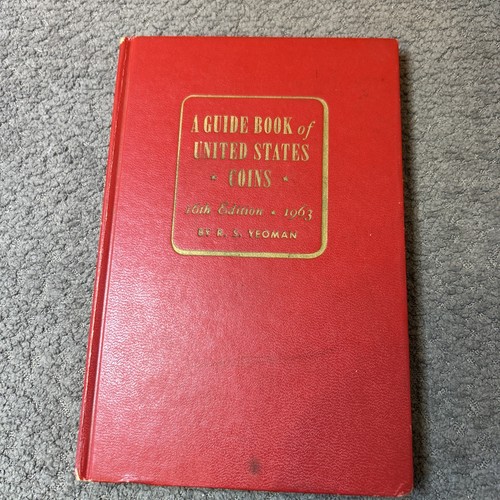 A GUIDE BOOK of
UNITED STATES
• COINS •
16th Edition • 1963
BY R. S. YEOMAN